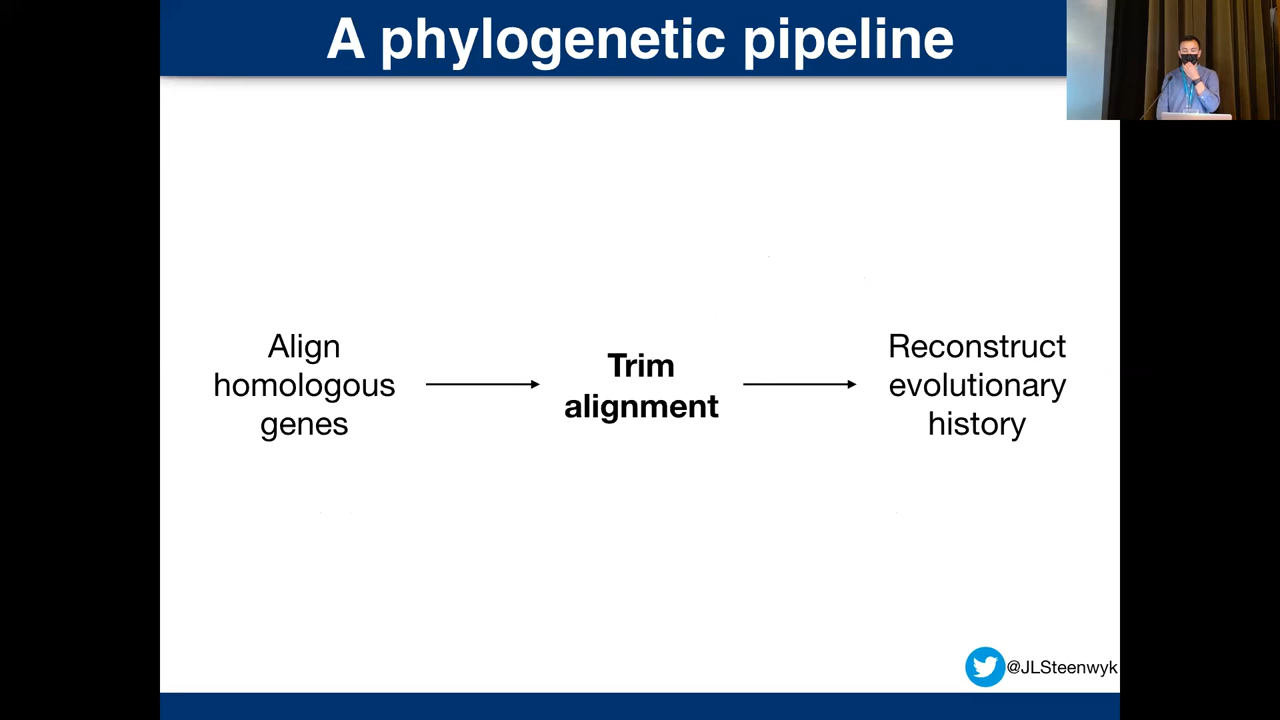 A phylogenetic pipeline
Align
homologous
genes
Trim
alignment
Reconstruct
evolutionary
history
@JLSteenwyk